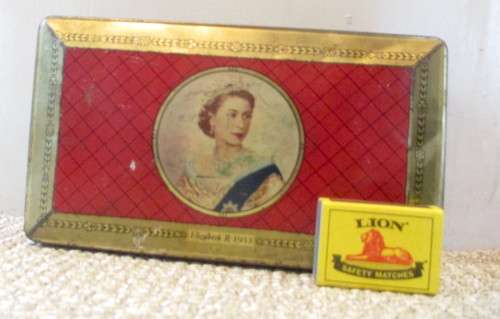 Elizabeth R 1953
LION
SAFETY MATCHES